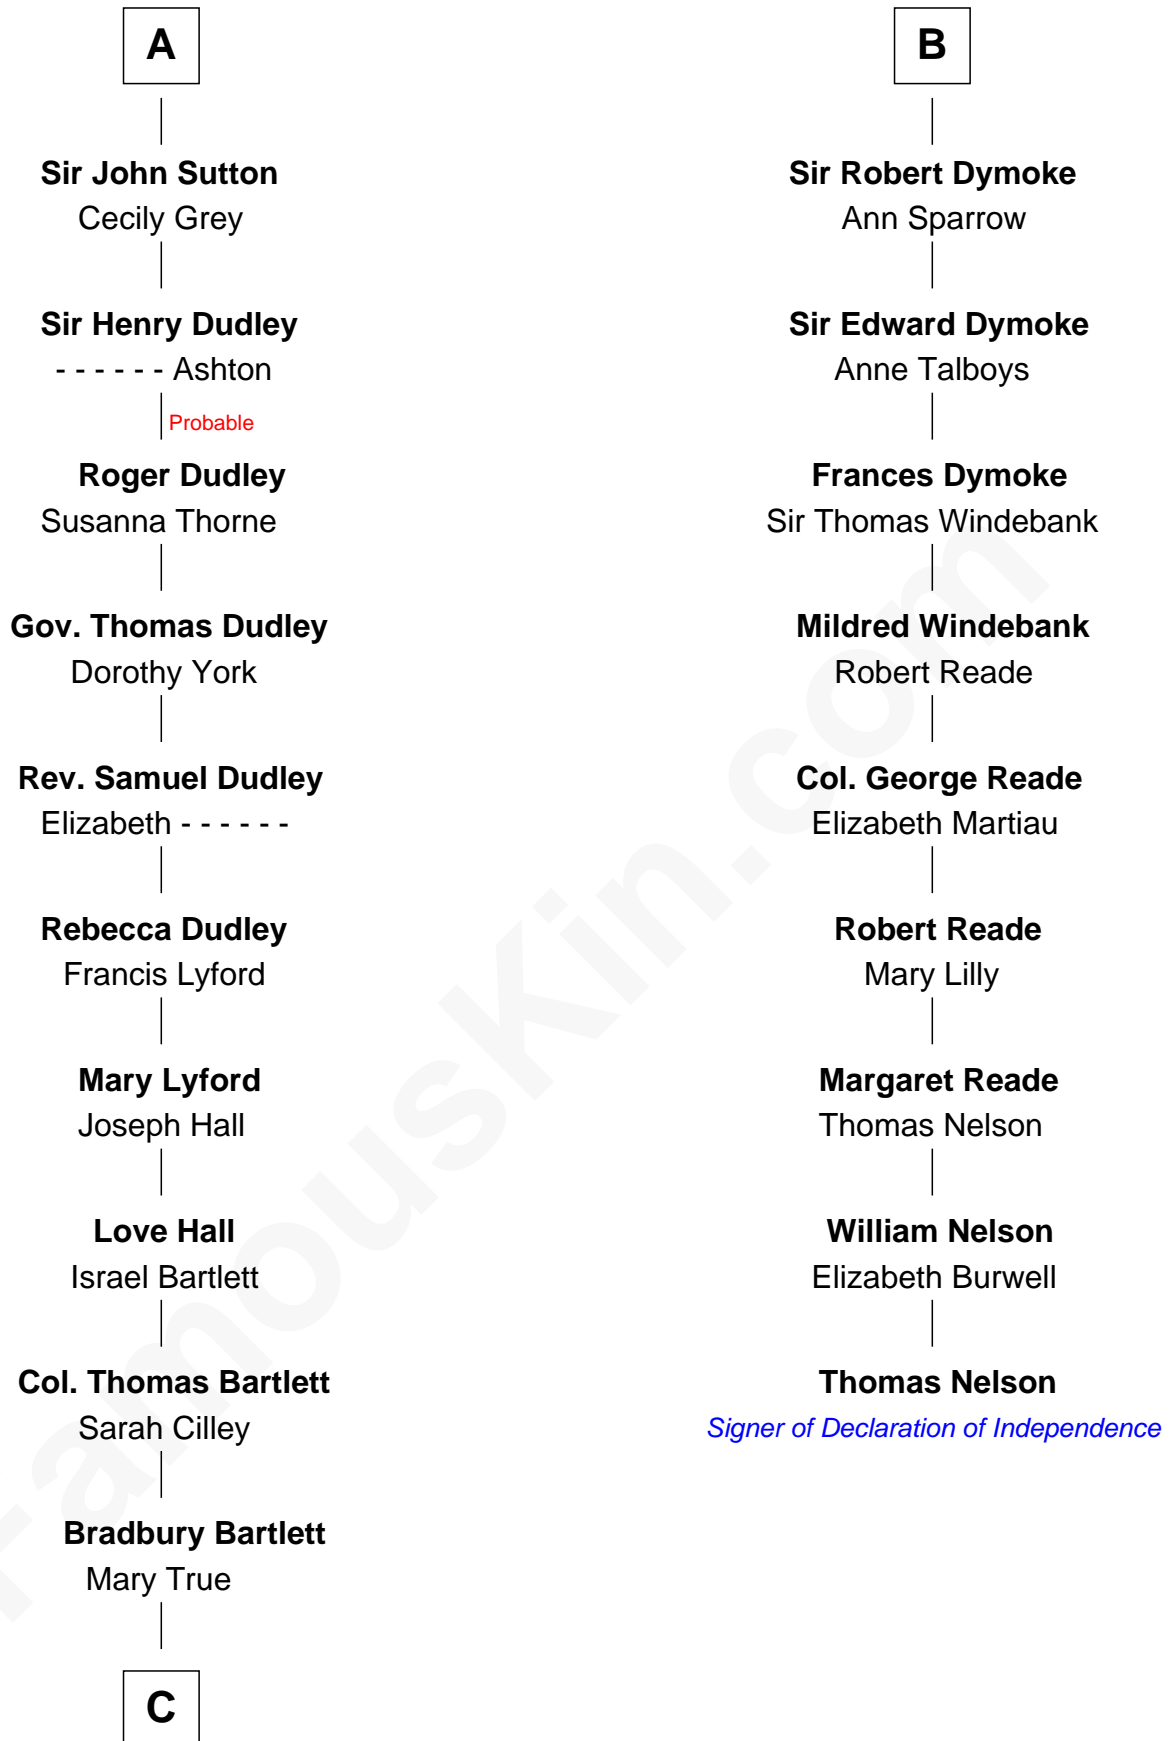 A
Sir John Sutton
Cecily Grey
Sir Henry Dudley
- - - - - - Ashton
Probable
Roger Dudley
Susanna Thorne
Gov. Thomas Dudley
Dorothy York
Rev. Samuel Dudley
Elizabeth - - - - - -
Rebecca Dudley
Francis Lyford
Mary Lyford
Joseph Hall
Love Hall
Israel Bartlett
Col. Thomas Bartlett
Sarah Cilley
Bradbury Bartlett
Mary True
C
B
Sir Robert Dymoke
Ann Sparrow
Sir Edward Dymoke
Anne Talboys
Frances Dymoke
Sir Thomas Windebank
Mildred Windebank
Robert Reade
Col. George Reade
Elizabeth Martiau
Robert Reade
Mary Lilly
Margaret Reade
Thomas Nelson
William Nelson
Elizabeth Burwell
Thomas Nelson
Signer of Declaration of Independence
FamousKin.com